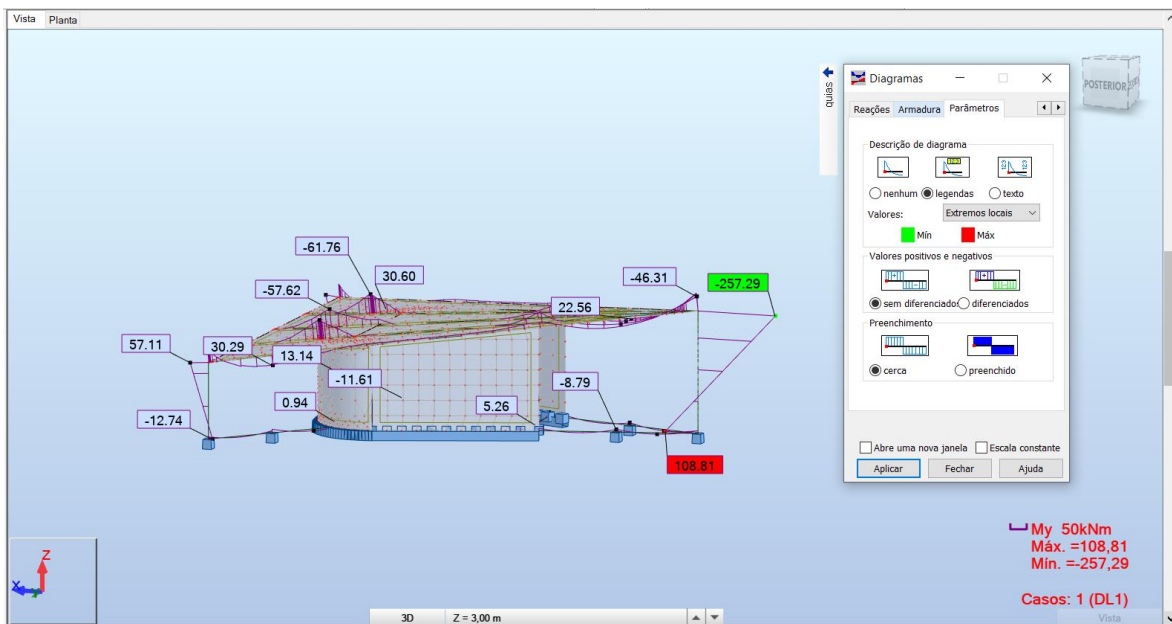 Vista Planta
-61.76
30.60
-46.31
-257.29
-57.62
22.56
57.11
30.29
13.14
-11.61
-8.79
0.94
5.26
-12.74
108.81
quias
Diagramas
POSTERIOR
Reações Armadura Parâmetros
Descrição de diagrama
nenhum legendas texto
Valores: Extremos locais
Mín Máx
Valores positivos e negativos
sem diferenciado diferenciados
Preenchimento
cerca preenchido
Abre uma nova janela Escala constante
Aplicar Fechar Ajuda
My 50kNm
Máx. =108,81
Mín. =-257,29
Casos: 1 (DL1)
Z
X
3D Z = 3,00 m
Vista